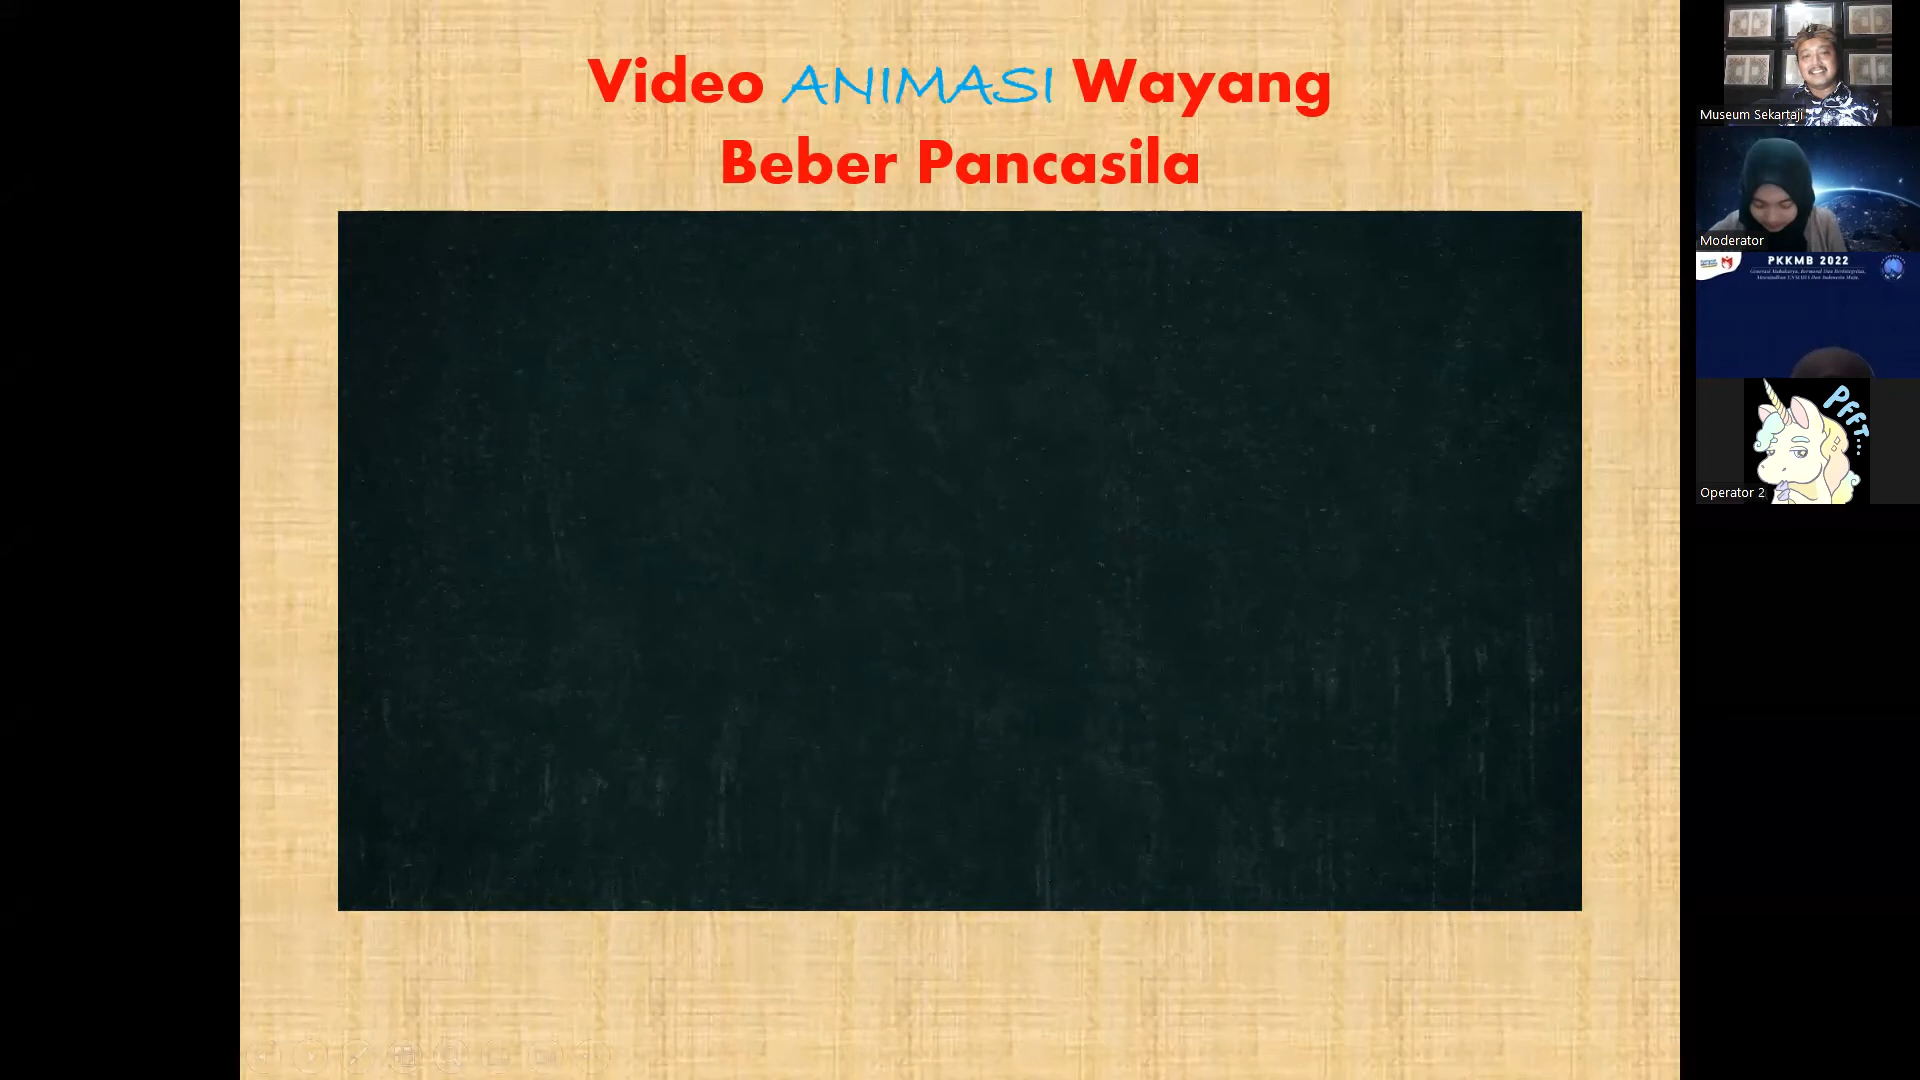 Video ANIMASI Wayang
Beber Pancasila
Museum Sekartaji
Moderator
PKKMB 2022
PFFT...
Operator 2